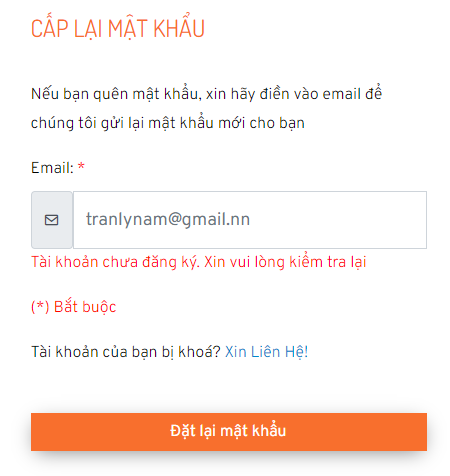 CẤP LẠI MẬT KHẨU
Nếu bạn quên mật khẩu, xin hãy điền vào email để
chúng tôi gửi lại mật khẩu mới cho bạn
Email: *
tranlynam@gmail.nn
Tài khoản chưa đăng ký. Xin vui lòng kiểm tra lại
(*) Bắt buộc
Tài khoản của bạn bị khoá? Xin Liên Hệ!
Đặt lại mật khẩu